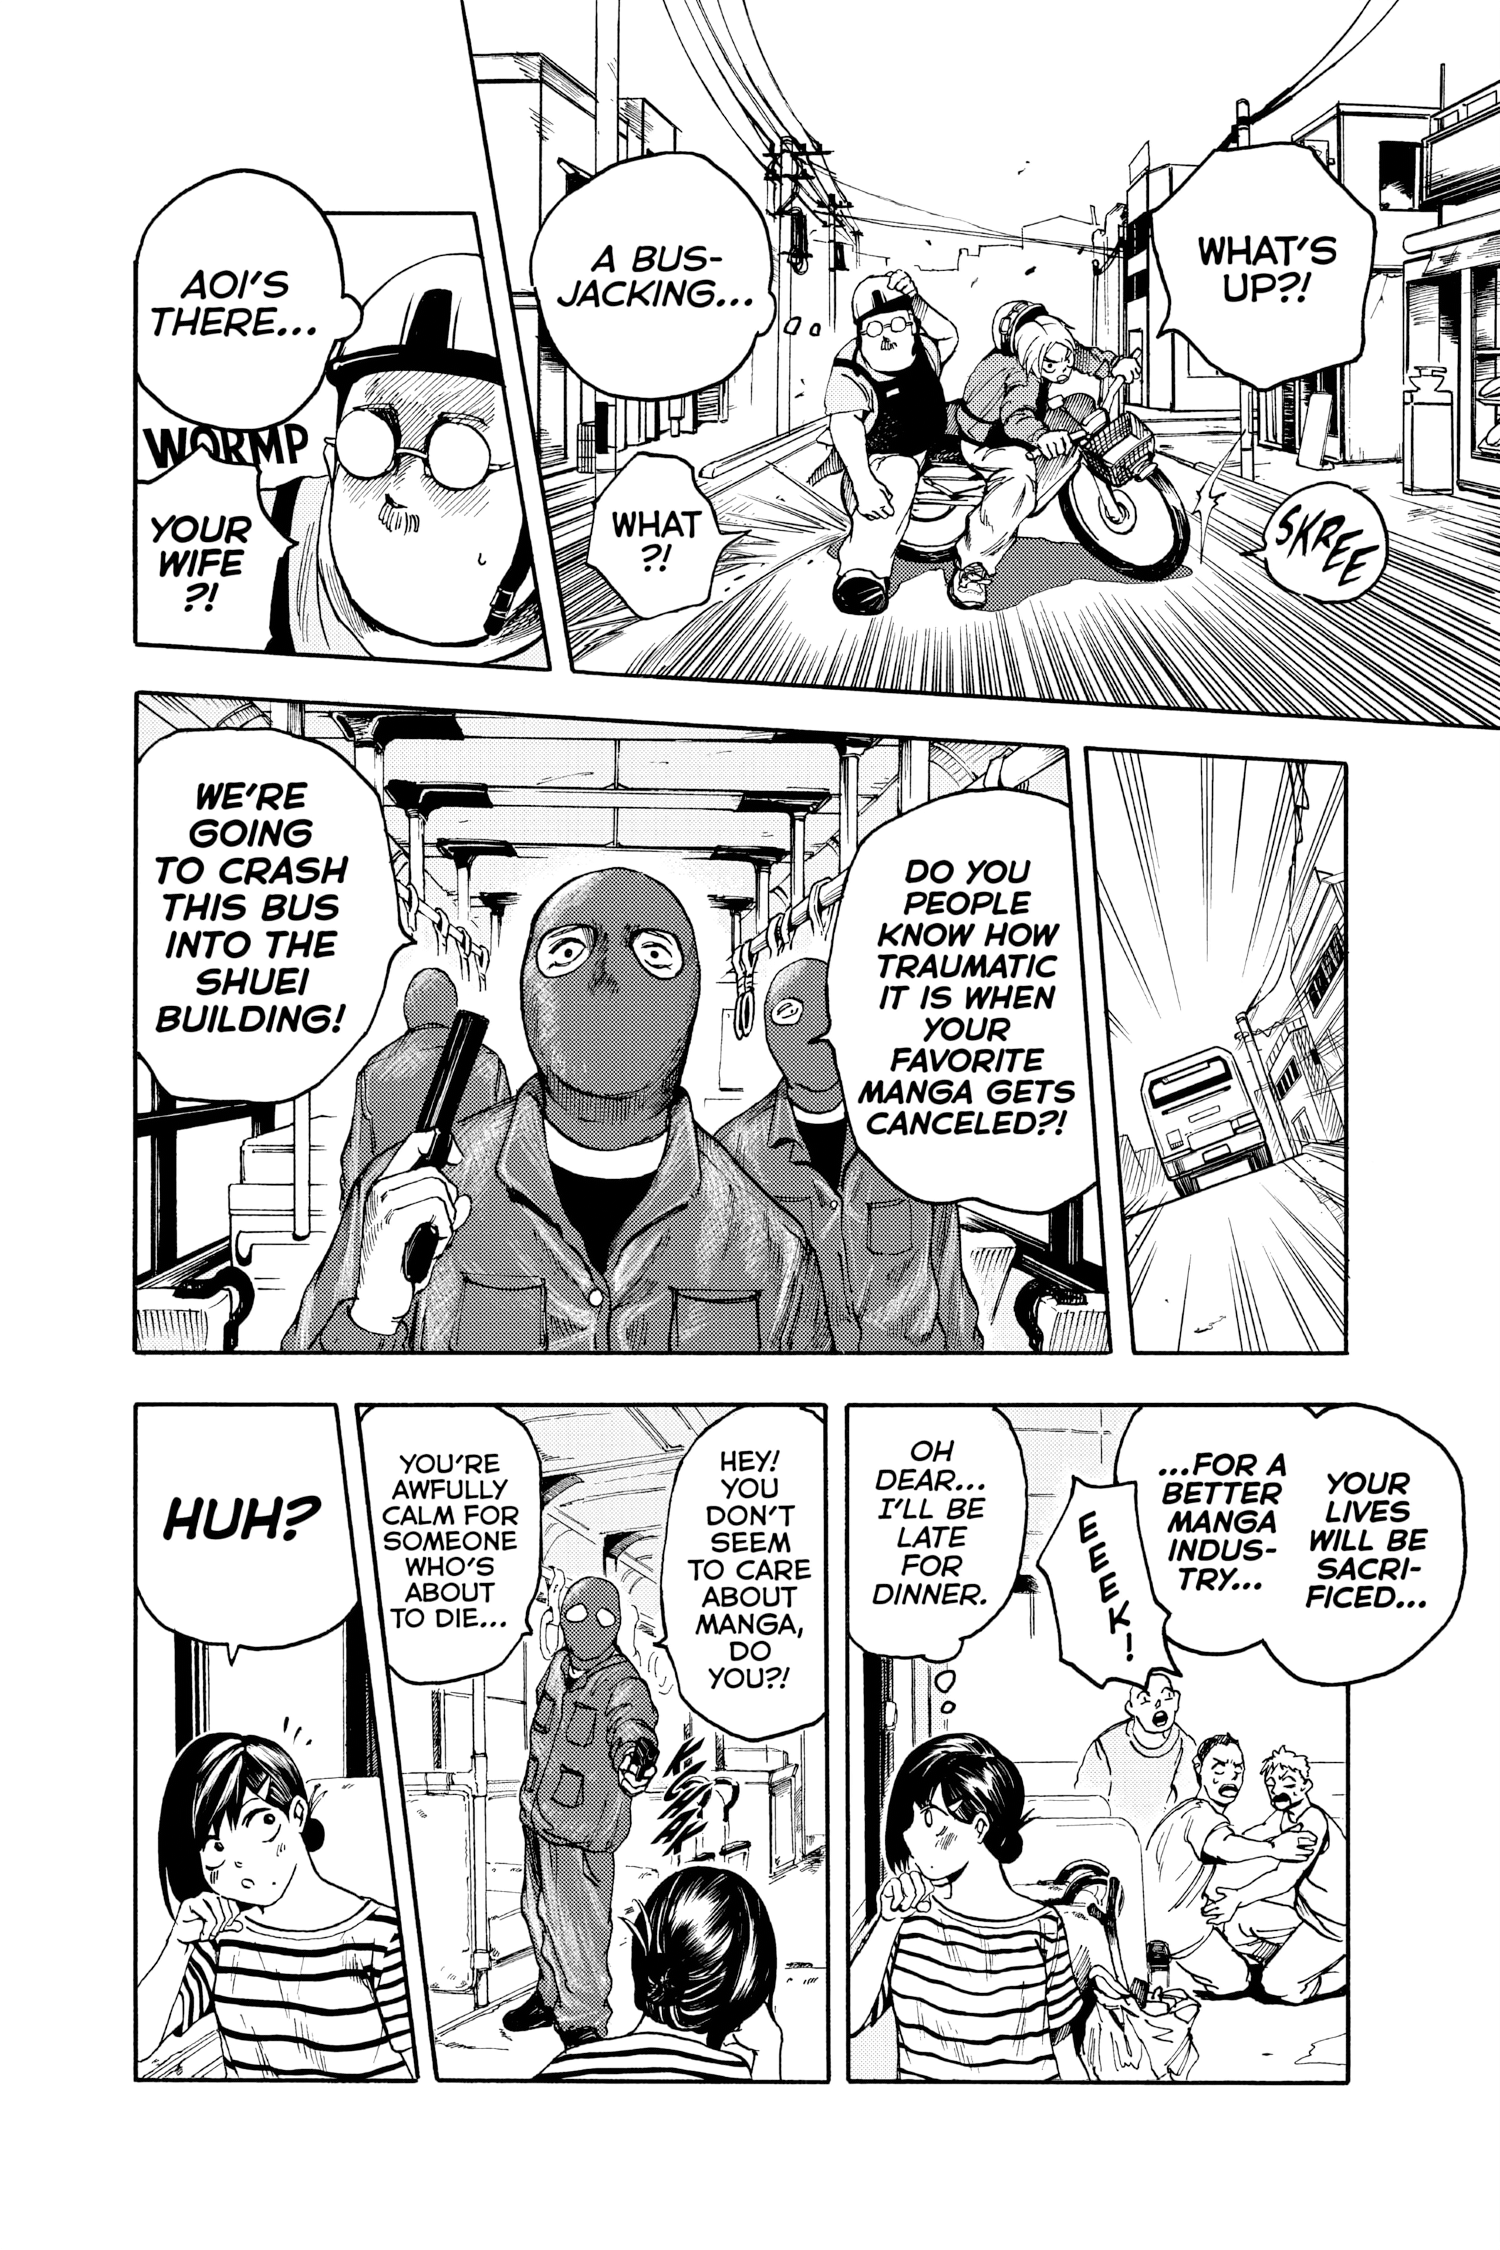 WHAT'S
UP?!
SKREE
A BUS-
JACKING...
WHAT
?!
AOI'S
THERE...
WORMP
YOUR
WIFE
?!
DO YOU
PEOPLE
KNOW HOW
TRAUMATIC
IT IS WHEN
YOUR
FAVORITE
MANGA GETS
CANCELED?!
WE'RE
GOING
TO CRASH
THIS BUS
INTO THE
SHUEI
BUILDING!
YOUR
LIVES
WILL BE
SACRI-
FICED...
...FOR A
BETTER
MANGA
INDUS-
TRY...
EEEK!
OH
DEAR...
I'LL BE
LATE
FOR
DINNER.
HEY!
YOU
DON'T
SEEM
TO CARE
ABOUT
MANGA,
DO
YOU?!
YOU'RE
AWFULLY
CALM FOR
SOMEONE
WHO'S
ABOUT
TO DIE...
HUH?